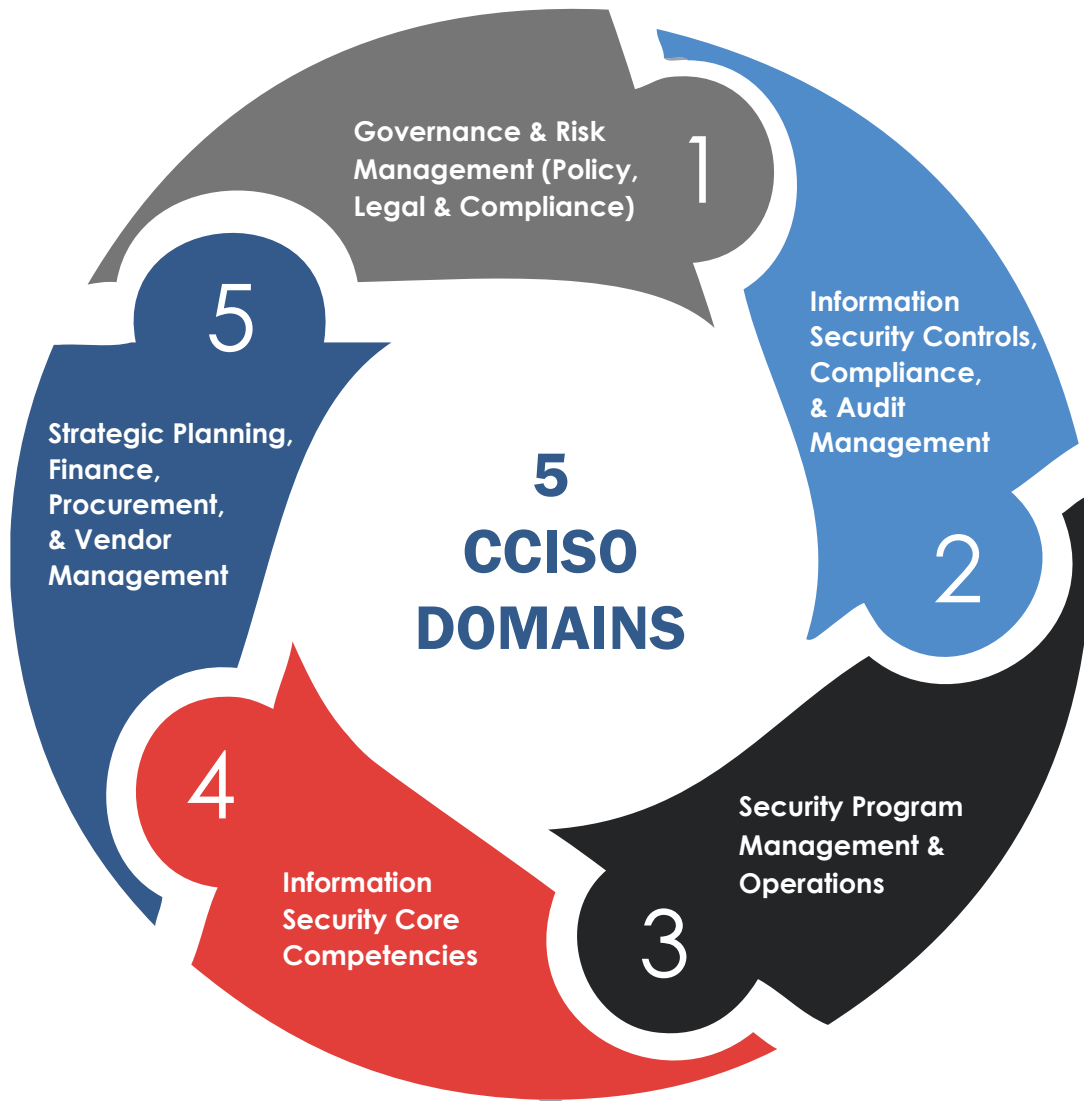 Governance & Risk
Management (Policy,
Legal & Compliance)
1
Information
Security Controls,
Compliance,
& Audit
Management
2
Security Program
Management &
Operations
3
Information
Security Core
Competencies
4
Strategic Planning,
Finance,
Procurement,
& Vendor
Management
5
5
CCISO
DOMAINS